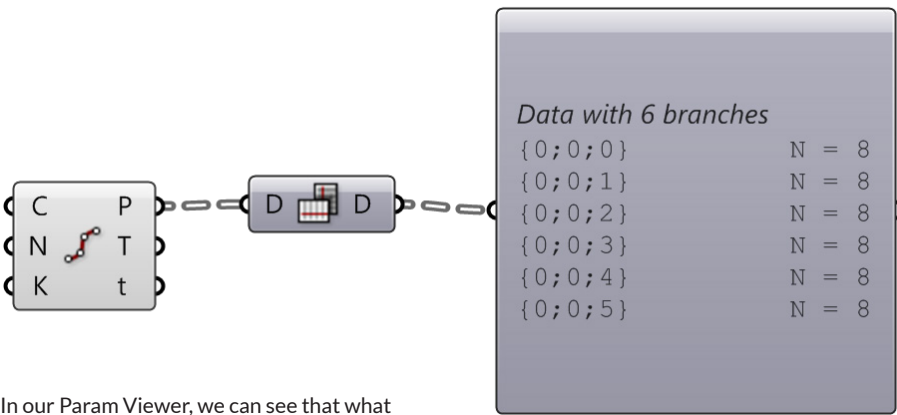 C P
N T
K t
D D
Data with 6 branches
{0;0;0} N = 8
{0;0;1} N = 8
{0;0;2} N = 8
{0;0;3} N = 8
{0;0;4} N = 8
{0;0;5} N = 8
In our Param Viewer, we can see that what